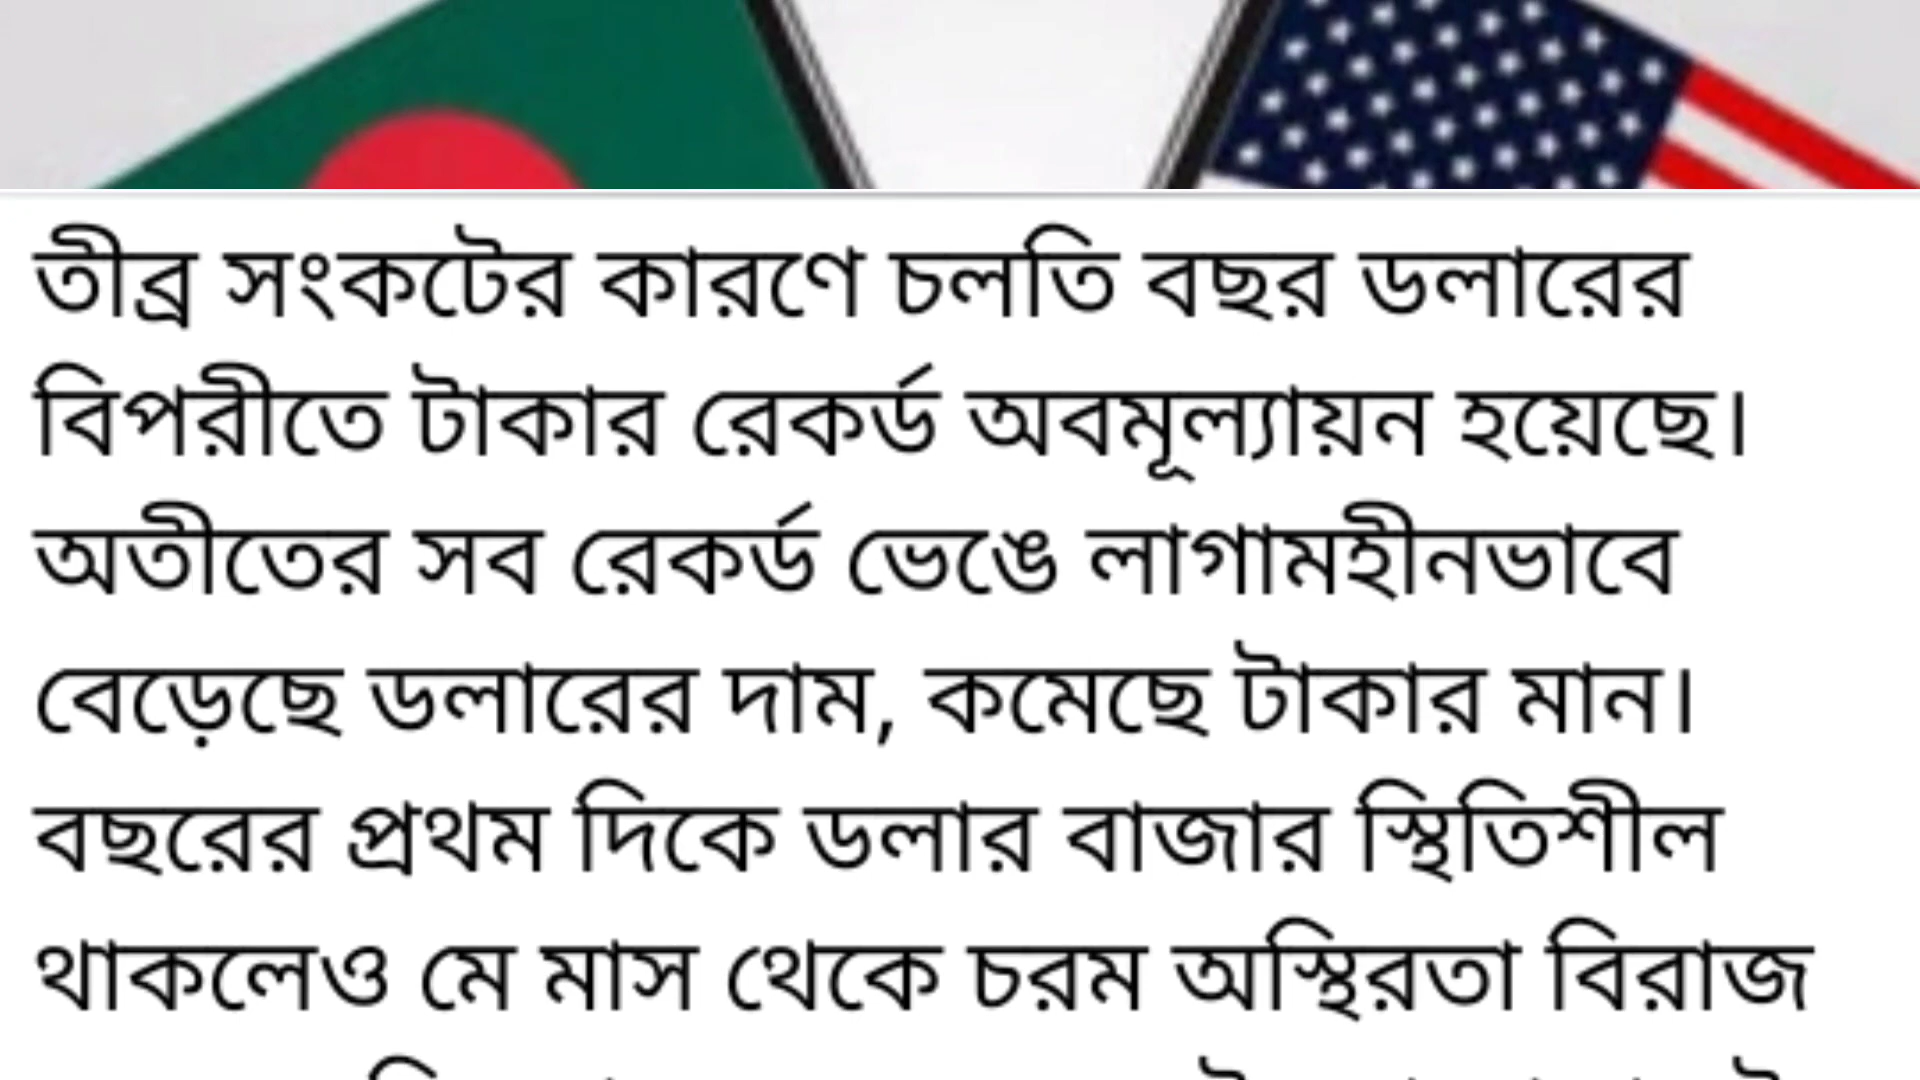 তীব্র সংকটের কারণে চলতি বছর ডলারের
বিপরীতে টাকার রেকর্ড অবমূল্যায়ন হয়েছে।
অতীতের সব রেকর্ড ভেঙে লাগামহীনভাবে
বেড়েছে ডলারের দাম, কমেছে টাকার মান।
বছরের প্রথম দিকে ডলার বাজার স্থিতিশীল
থাকলেও মে মাস থেকে চরম অস্থিরতা বিরাজ